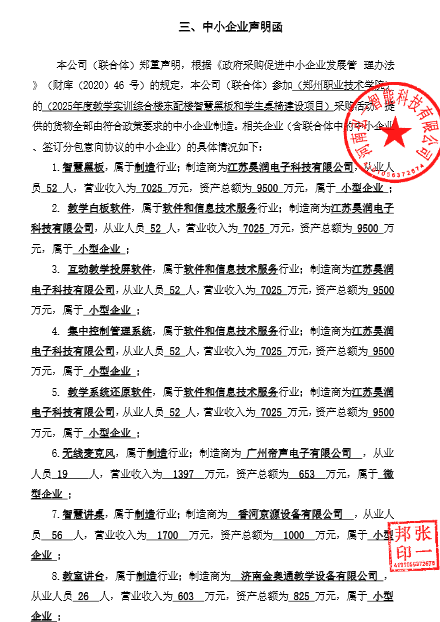 三、中小企业声明函
本公司（联合体）郑重声明，根据《政府采购促进中小企业发展管 理办法
》（财库（2020）46 号）的规定，本公司（联合体）参加（郑州职业技术学院）
的（2025年度教学实训综合楼东配楼智慧黑板和学生桌椅建设项目）采购活动，提
供的货物全部由符合政策要求的中小企业制造。相关企业（含联合体中的中小企业
、签订分包意向协议的中小企业）的具体情况如下：
1.智慧黑板，属于制造行业；制造商为江苏昊润电子科技有限公司，从业人
员 52 人，营业收入为 7025 万元，资产总额为 9500 万元，属于 小型企业 ；
2. 教学白板软件，属于软件和信息技术服务行业；制造商为江苏昊润电子
科技有限公司，从业人员 52 人，营业收入为 7025 万元，资产总额为 9500 万
元，属于 小型企业 ；
3. 互动教学投屏软件，属于软件和信息技术服务行业；制造商为江苏昊润
电子科技有限公司，从业人员 52 人，营业收入为 7025 万元，资产总额为 9500
万元，属于 小型企业 ；
4. 集中控制管理系统，属于软件和信息技术服务行业；制造商为江苏昊润
电子科技有限公司，从业人员 52 人，营业收入为 7025 万元，资产总额为 9500
万元，属于 小型企业 ；
5. 教学系统还原软件，属于软件和信息技术服务行业；制造商为江苏昊润
电子科技有限公司，从业人员 52 人，营业收入为 7025 万元，资产总额为 9500
万元，属于 小型企业 ；
6.无线麦克风，属于制造行业；制造商为 广州帝声电子有限公司 ，从业
人员 19 人，营业收入为 1397 万元，资产总额为 653 万元，属于 微
型企业 ；
7.智慧讲桌，属于制造行业；制造商为 香河京源设备有限公司 ，从业人
员 56 人，营业收入为 1700 万元，资产总额为 1000 万元，属于 小型
企业 ；
8.教室讲台，属于制造行业；制造商为 济南金奥通教学设备有限公司 ，
从业人员 26 人，营业收入为 603 万元，资产总额为 825 万元，属于 小型
企业 ；
张一
邦印